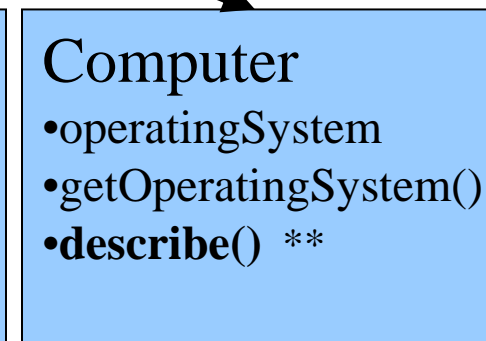 Computer
•operatingSystem
•getOperatingSystem()
•describe() **